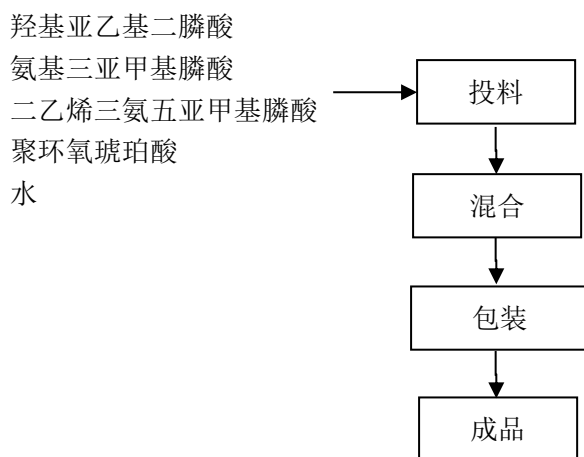 羟基亚乙基二膦酸
氨基三亚甲基膦酸
二乙烯三氨五亚甲基膦酸
聚环氧琥珀酸
水
投料
混合
包装
成品